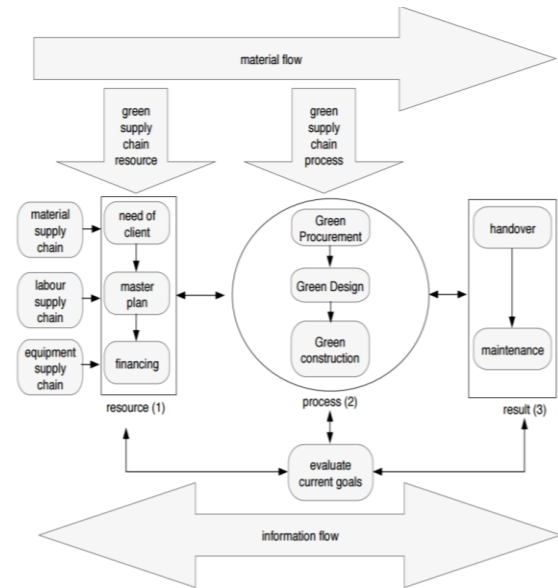 material flow
green
supply
chain
resource
green
supply
chain
process
material
supply
chain
need of
client
labour
supply
chain
master
plan
equipment
supply
chain
financing
resource (1)
Green
Procurement
Green Design
Green
construction
process (2)
handover
maintenance
result (3)
evaluate
current goals
information flow